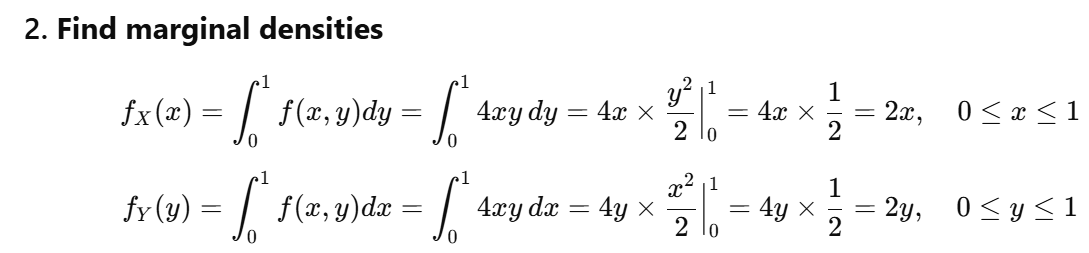 2. Find marginal densities
f_X(x) = ∫_0^1 f(x, y)dy = ∫_0^1 4xy dy = 4x × y²/2 |_0^1 = 4x × 1/2 = 2x, 0 ≤ x ≤ 1
f_Y(y) = ∫_0^1 f(x, y)dx = ∫_0^1 4xy dx = 4y × x²/2 |_0^1 = 4y × 1/2 = 2y, 0 ≤ y ≤ 1